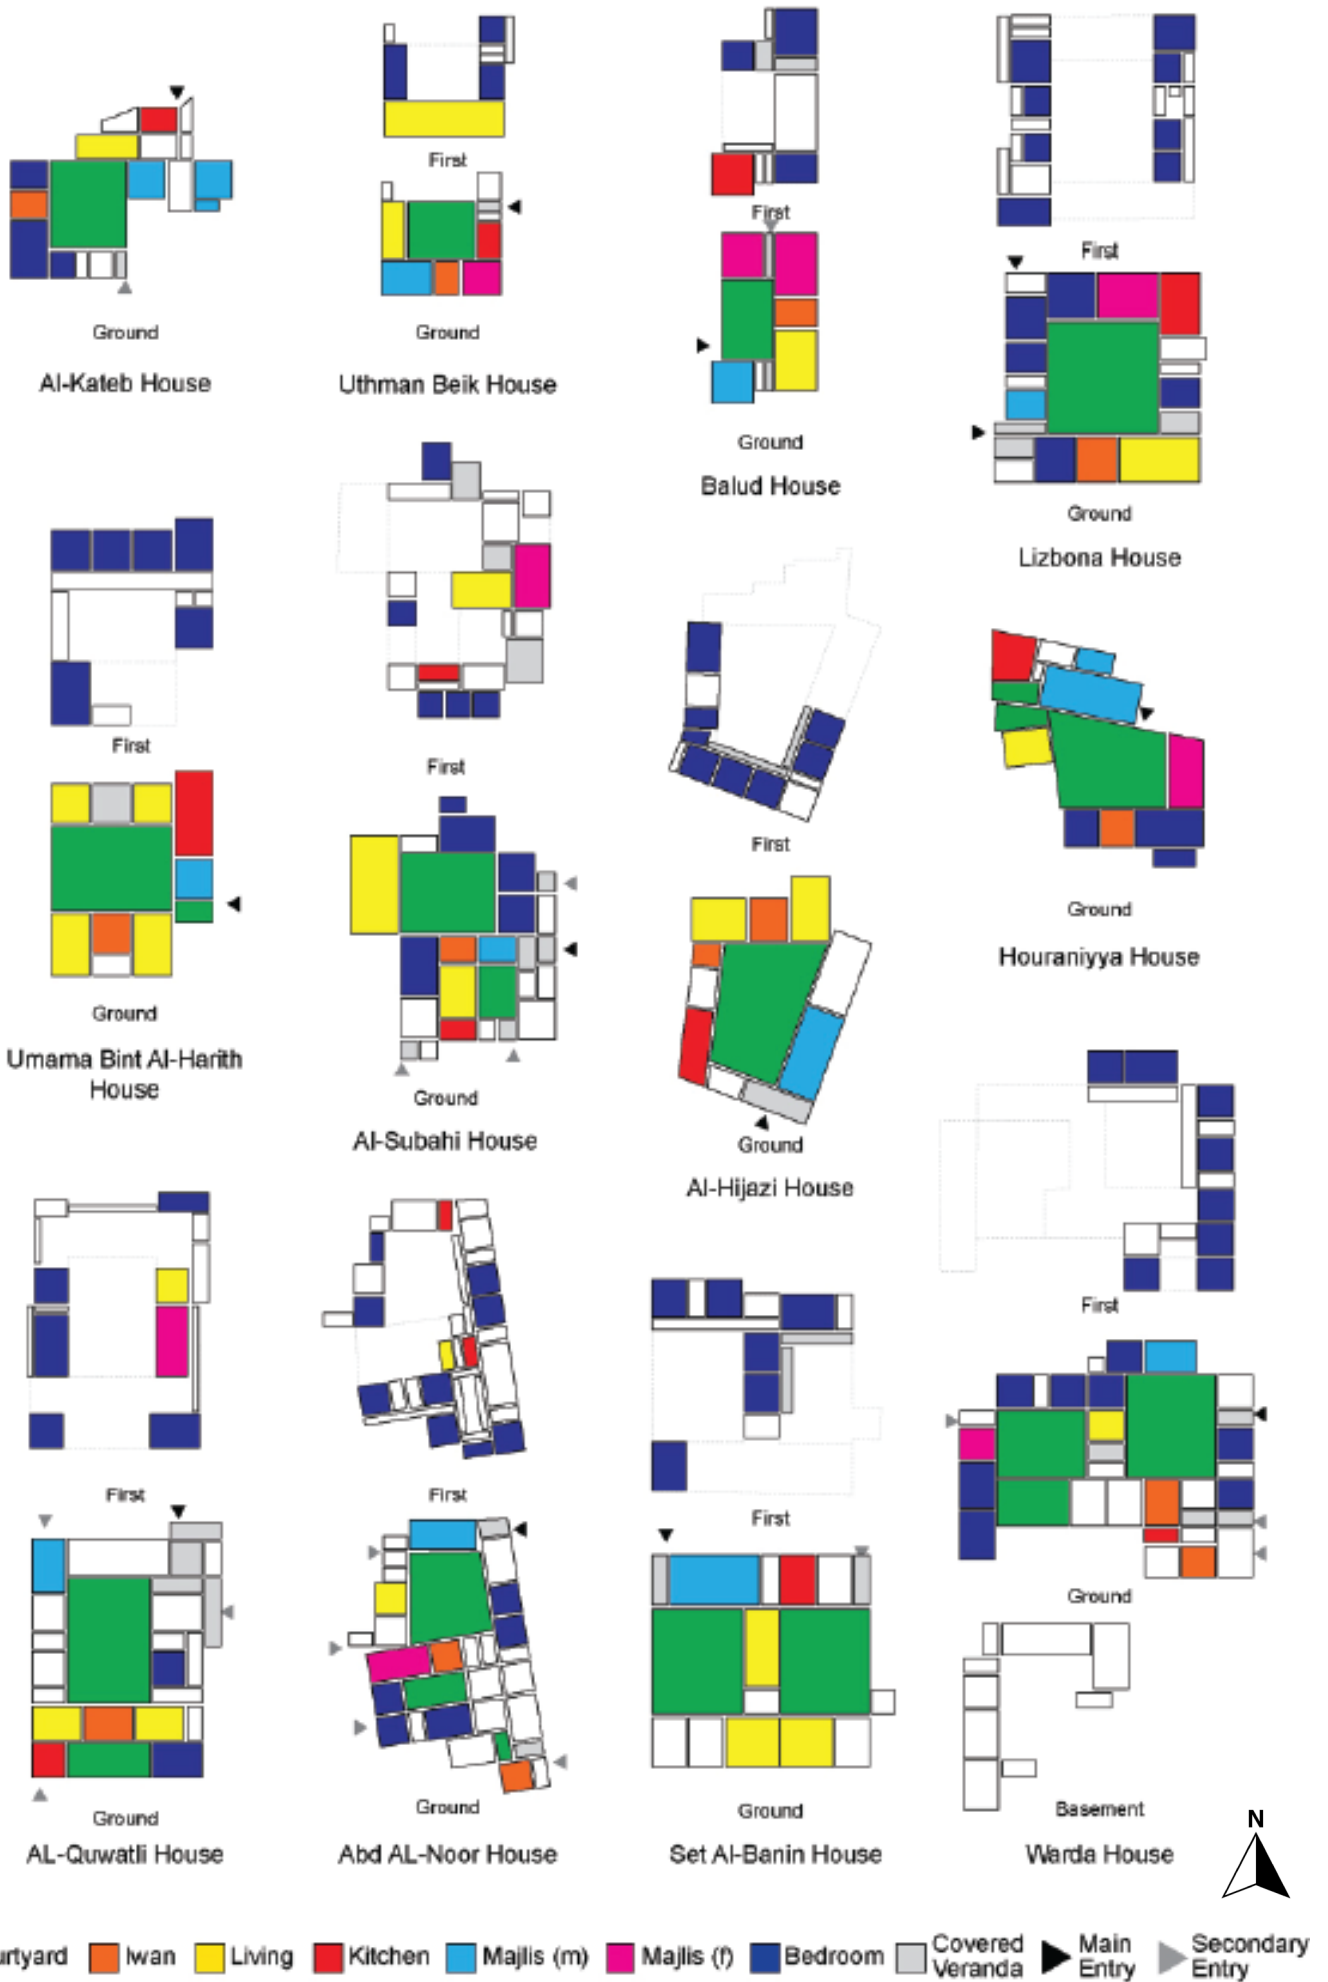 First
First
First
First
Ground
Ground
Al-Kateb House
Uthman Beik House
Ground
Balud House
Ground
Lizbona House
First
First
First
Ground
Houraniyya House
Ground
Umama Bint Al-Harith
House
Ground
Al-Subahi House
Ground
Al-Hijazi House
First
First
First
First
Ground
Ground
Ground
Ground
Basement
AL-Quwatli House
Abd AL-Noor House
Set Al-Banin House
Warda House
N
urtyard
Iwan
Living
Kitchen
Majlis (m)
Majlis (f)
Bedroom
Covered
Veranda
Main
Entry
Secondary
Entry